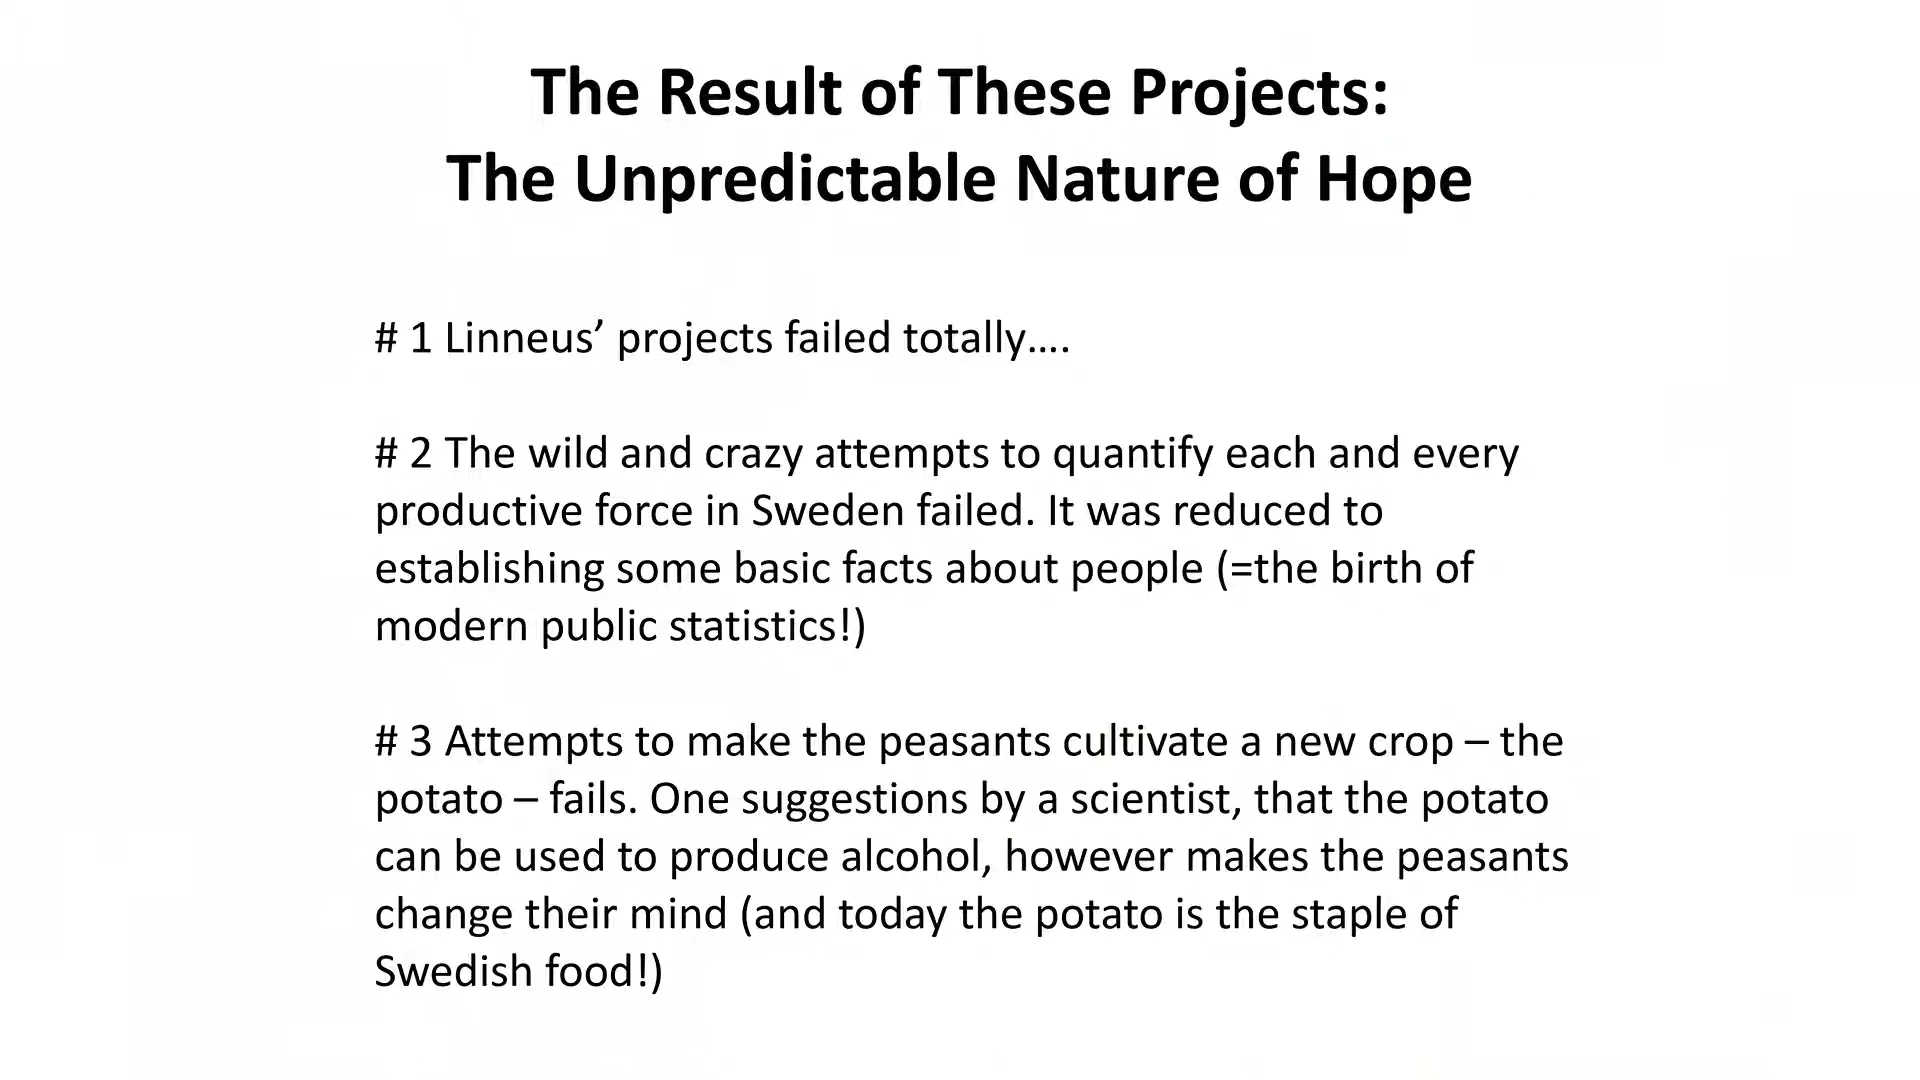 The Result of These Projects:
The Unpredictable Nature of Hope
# 1 Linneus’ projects failed totally….
# 2 The wild and crazy attempts to quantify each and every
productive force in Sweden failed. It was reduced to
establishing some basic facts about people (=the birth of
modern public statistics!)
# 3 Attempts to make the peasants cultivate a new crop – the
potato – fails. One suggestions by a scientist, that the potato
can be used to produce alcohol, however makes the peasants
change their mind (and today the potato is the staple of
Swedish food!)